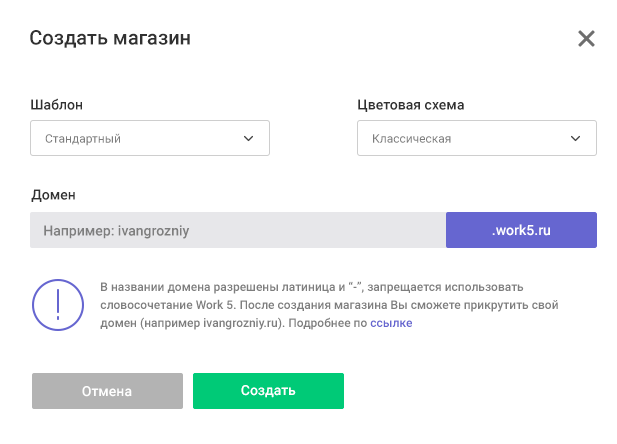 Создать магазин
Шаблон
Цветовая схема
Стандартный
Классическая
Домен
Например: ivangrozniy
.work5.ru
В названии домена разрешены латиница и “-”, запрещается использовать
словосочетание Work 5. После создания магазина Вы сможете прикрутить свой
домен (например ivangrozniy.ru). Подробнее по ссылке
Отмена
Создать